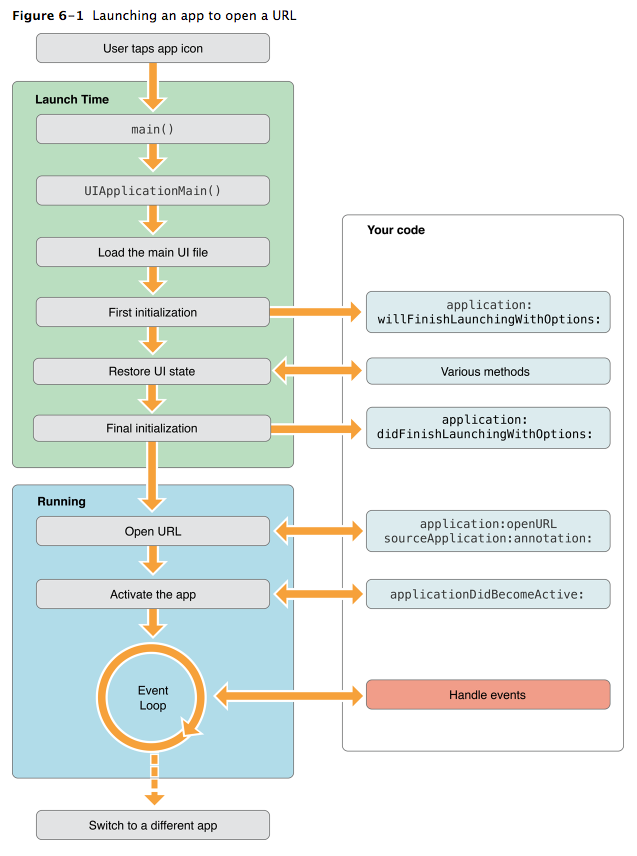 Figure 6-1 Launching an app to open a URL
User taps app icon
Launch Time
main()
UIApplicationMain()
Load the main UI file
First initialization
Restore UI state
Final initialization
Running
Open URL
Activate the app
Event
Loop
Switch to a different app
Your code
application:
willFinishLaunchingWithOptions:
Various methods
application:
didFinishLaunchingWithOptions:
application:openURL
sourceApplication:annotation:
applicationDidBecomeActive:
Handle events